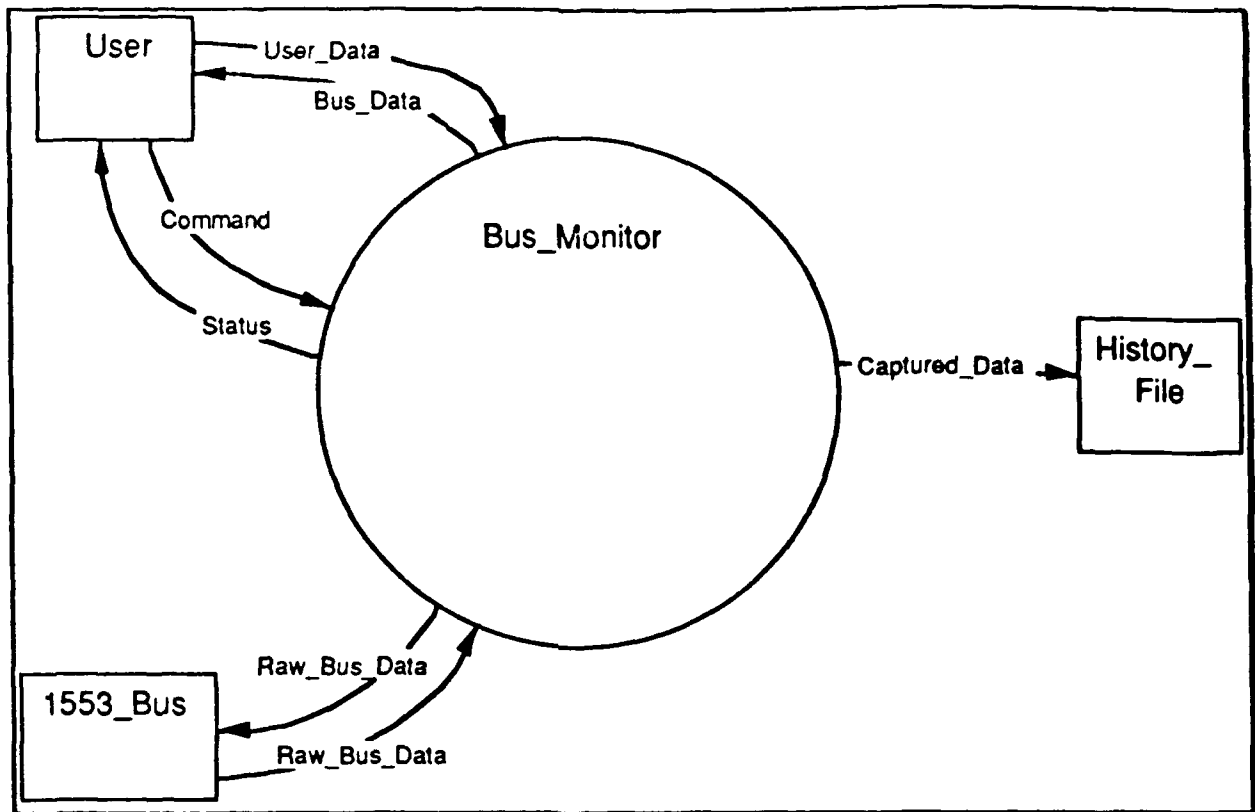 User
User_Data
Bus_Data
Command
Status
Bus_Monitor
Captured_Data
History_
File
Raw_Bus_Data
1553_Bus
Raw_Bus_Data